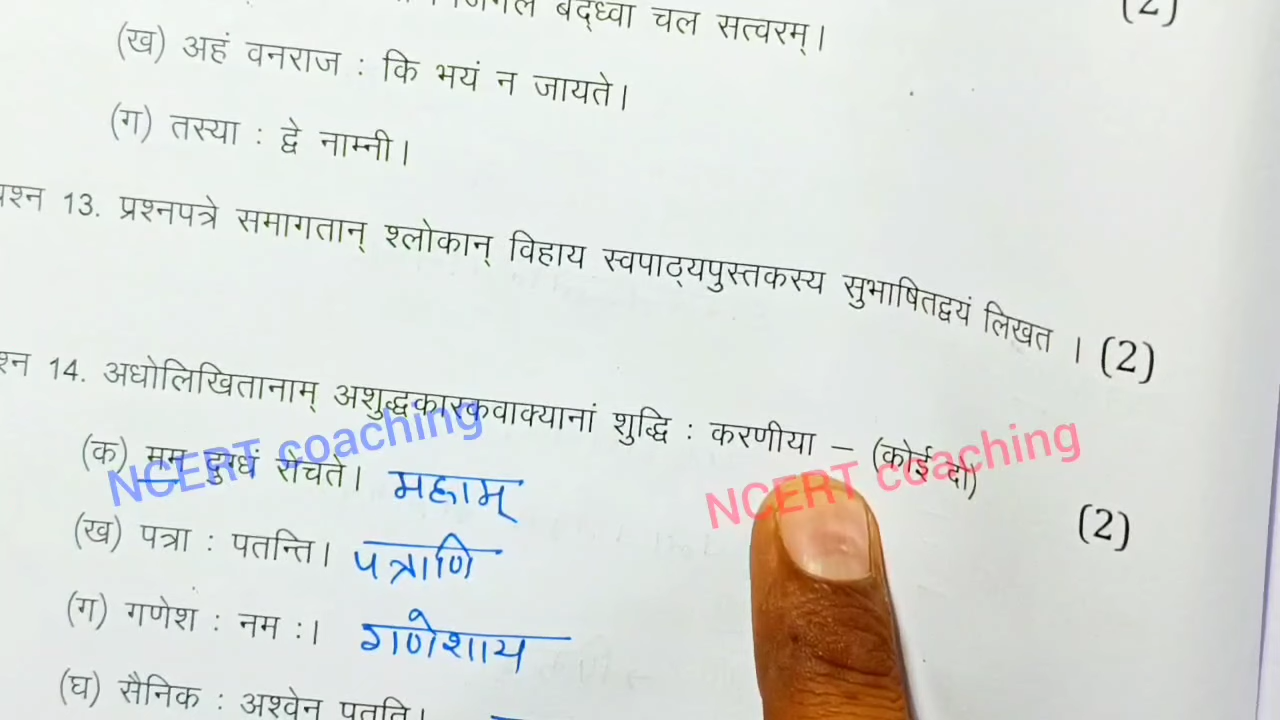 बद्ध्वा चल सत्वरम्। (2)
(ख) अहं वनराज : कि भयं न जायते।
(ग) तस्या : द्वे नाम्नी।
प्रश्न 13. प्रश्नपत्रे समागतान् श्लोकान् विहाय स्वपाठ्यपुस्तकस्य सुभाषितद्वयं लिखत । (2)
श्न 14. अधोलिखितानाम् अशुद्धकारकवाक्यानां शुद्धि : करणीया – (कोई दो) (2)
(क) मम दुग्धं रोचते। मह्यम्
(ख) पत्रा : पतन्ति। पत्राणि
(ग) गणेश : नम :। गणेशाय
(घ) सैनिक : अश्वेन पतति।
NCERT coaching
NCERT coaching